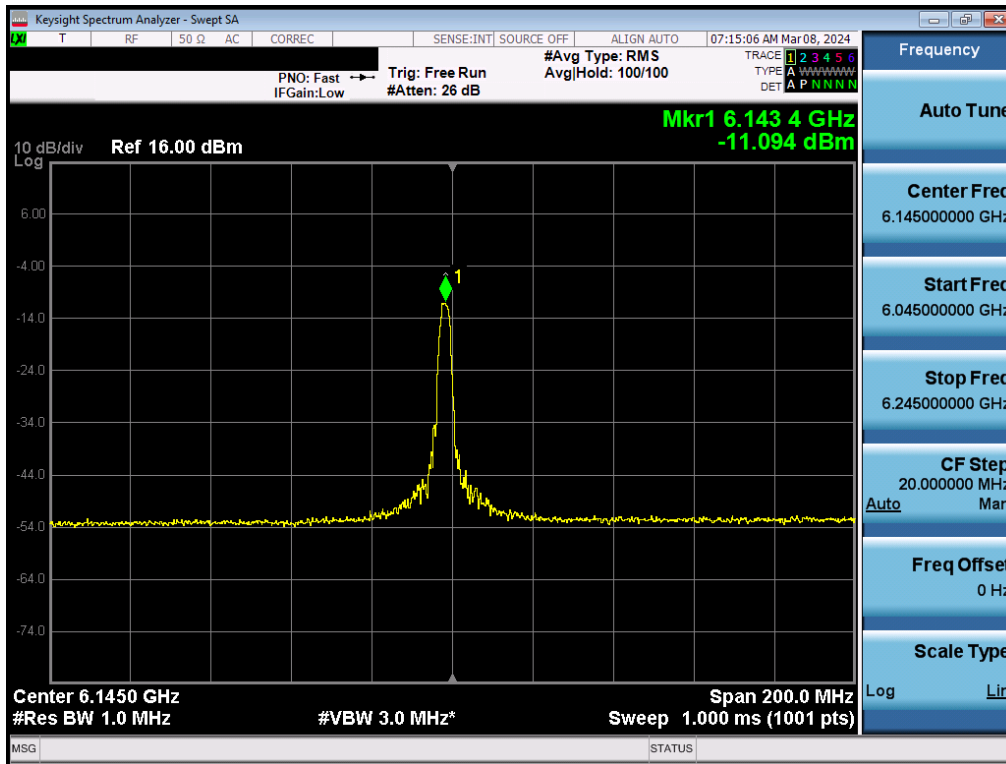 Keysight Spectrum Analyzer - Swept SA
LXI T RF 50 Ω AC CORREC SENSE:INT SOURCE OFF ALIGN AUTO 07:15:06 AM Mar 08, 2024
PNO: Fast
IFGain:Low
Trig: Free Run
#Atten: 26 dB
#Avg Type: RMS
Avg|Hold: 100/100
TRACE 1 2 3 4 5 6
TYPE A WWWWW
DET A P N N N N
Mkr1 6.143 4 GHz
-11.094 dBm
10 dB/div Ref 16.00 dBm
Log
6.00
-4.00
1
-14.0
-24.0
-34.0
-44.0
-54.0
-64.0
-74.0
Center 6.1450 GHz Span 200.0 MHz
#Res BW 1.0 MHz #VBW 3.0 MHz* Sweep 1.000 ms (1001 pts)
MSG STATUS
Frequency
Auto Tune
Center Freq
6.145000000 GHz
Start Freq
6.045000000 GHz
Stop Freq
6.245000000 GHz
CF Step
20.000000 MHz
Auto Man
Freq Offset
0 Hz
Scale Type
Log Lin